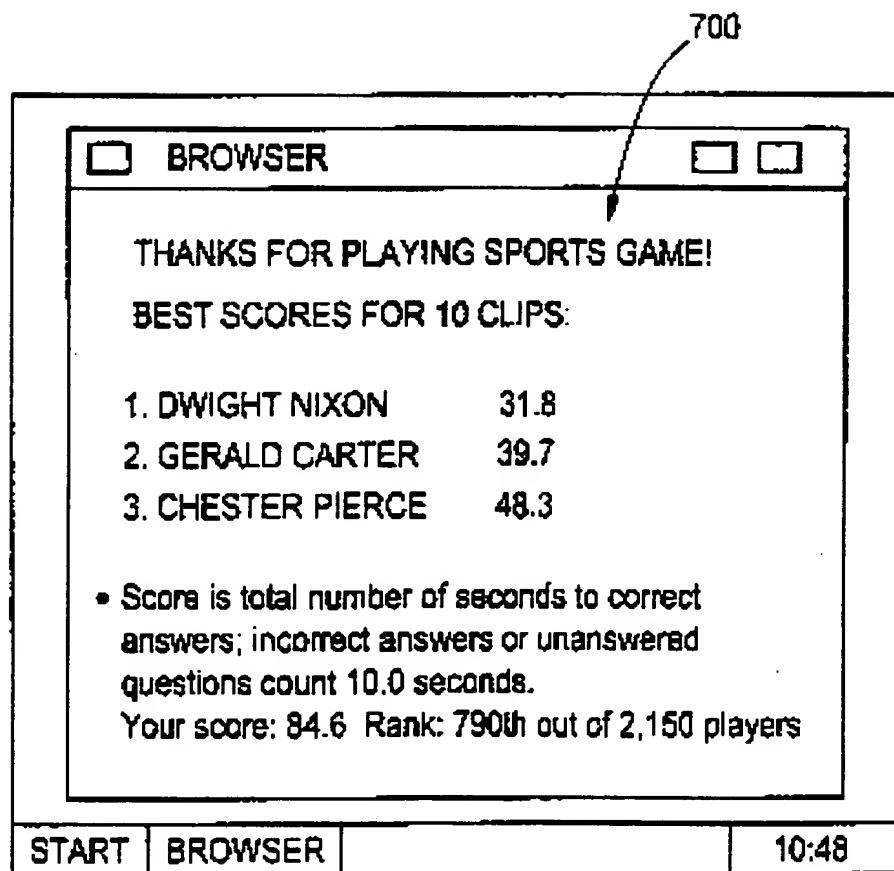 700
BROWSER
THANKS FOR PLAYING SPORTS GAME!
BEST SCORES FOR 10 CLIPS:
1. DWIGHT NIXON 31.8
2. GERALD CARTER 39.7
3. CHESTER PIERCE 48.3
• Score is total number of seconds to correct
answers; incorrect answers or unanswered
questions count 10.0 seconds.
Your score: 84.6 Rank: 790th out of 2,150 players
START BROWSER 10:48